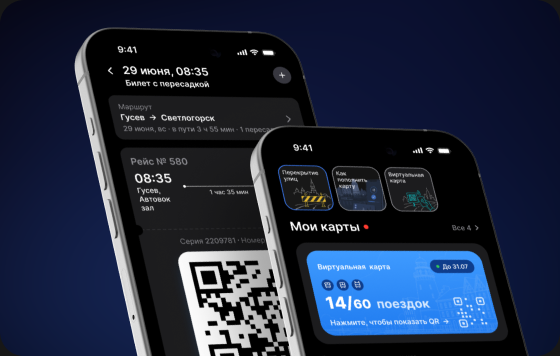 9:41
29 июня, 08:35
Билет с пересадкой
Маршрут
Гусев → Светлогорск
29 июня, вс · в пути 3 ч 55 мин · 1 перес
Рейс № 580
08:35
1 час 35 мин
Гусев,
Автовок
зал
Серия 2209781 · Номер
9:41
Перекрытие
улиц
Как
пополнить
карту
Виртуальная
карта
Мои карты
Все 4
Виртуальная карта
До 31.07
14/60 поездок
Нажмите, чтобы показать QR →